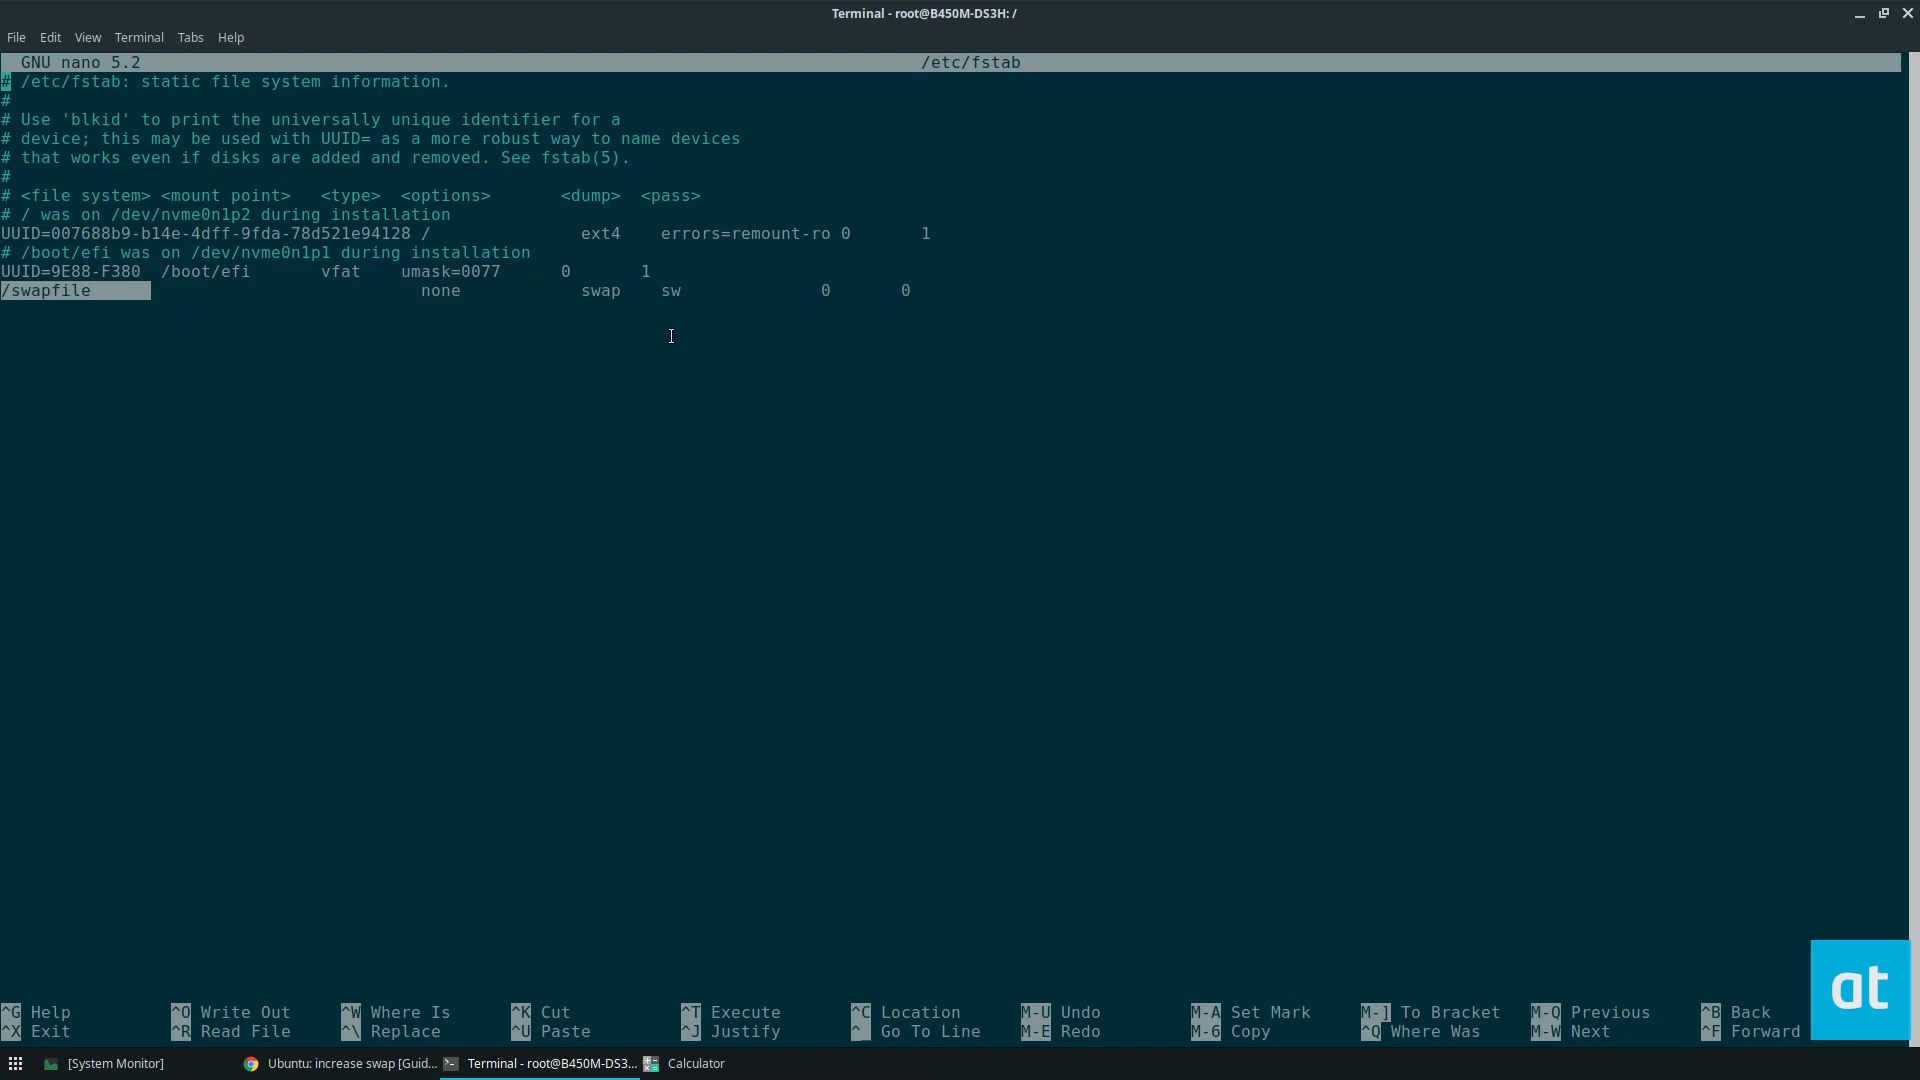 Terminal - root@B450M-DS3H: /
File Edit View Terminal Tabs Help
GNU nano 5.2 /etc/fstab
# /etc/fstab: static file system information.
#
# Use 'blkid' to print the universally unique identifier for a
# device; this may be used with UUID= as a more robust way to name devices
# that works even if disks are added and removed. See fstab(5).
#
# <file system> <mount point>   <type>  <options>       <dump>  <pass>
# / was on /dev/nvme0n1p2 during installation
UUID=007688b9-b14e-4dff-9fda-78d521e94128 /               ext4    errors=remount-ro 0       1
# /boot/efi was on /dev/nvme0n1p1 during installation
UUID=9E88-F380  /boot/efi       vfat    umask=0077      0       1
/swapfile                                 none            swap    sw              0       0
^G Help ^O Write Out ^W Where Is ^K Cut ^T Execute ^C Location M-U Undo M-A Set Mark M-] To Bracket M-Q Previous ^B Back
^X Exit ^R Read File ^\ Replace ^U Paste ^J Justify ^_ Go To Line M-E Redo M-6 Copy ^Q Where Was M-W Next ^F Forward
at
[System Monitor] Ubuntu: increase swap [Guid... Terminal - root@B450M-DS3... Calculator